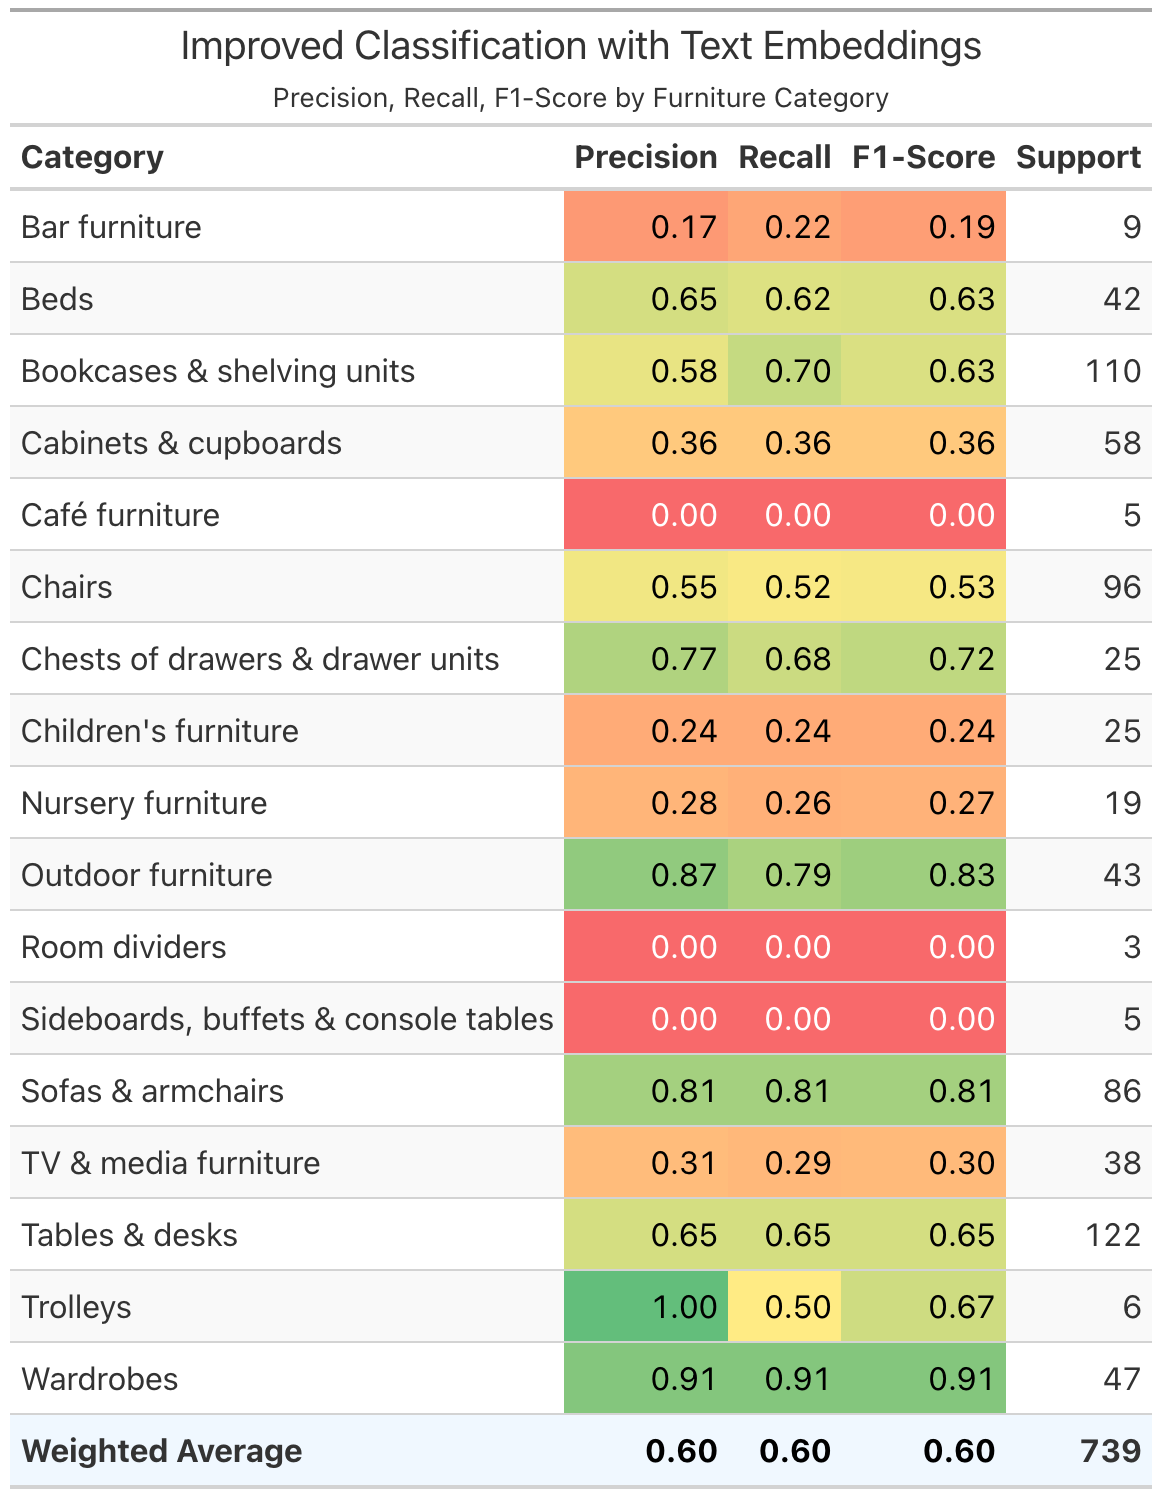 Improved Classification with Text Embeddings
Precision, Recall, F1-Score by Furniture Category
Category Precision Recall F1-Score Support
Bar furniture 0.17 0.22 0.19 9
Beds 0.65 0.62 0.63 42
Bookcases & shelving units 0.58 0.70 0.63 110
Cabinets & cupboards 0.36 0.36 0.36 58
Café furniture 0.00 0.00 0.00 5
Chairs 0.55 0.52 0.53 96
Chests of drawers & drawer units 0.77 0.68 0.72 25
Children's furniture 0.24 0.24 0.24 25
Nursery furniture 0.28 0.26 0.27 19
Outdoor furniture 0.87 0.79 0.83 43
Room dividers 0.00 0.00 0.00 3
Sideboards, buffets & console tables 0.00 0.00 0.00 5
Sofas & armchairs 0.81 0.81 0.81 86
TV & media furniture 0.31 0.29 0.30 38
Tables & desks 0.65 0.65 0.65 122
Trolleys 1.00 0.50 0.67 6
Wardrobes 0.91 0.91 0.91 47
Weighted Average 0.60 0.60 0.60 739